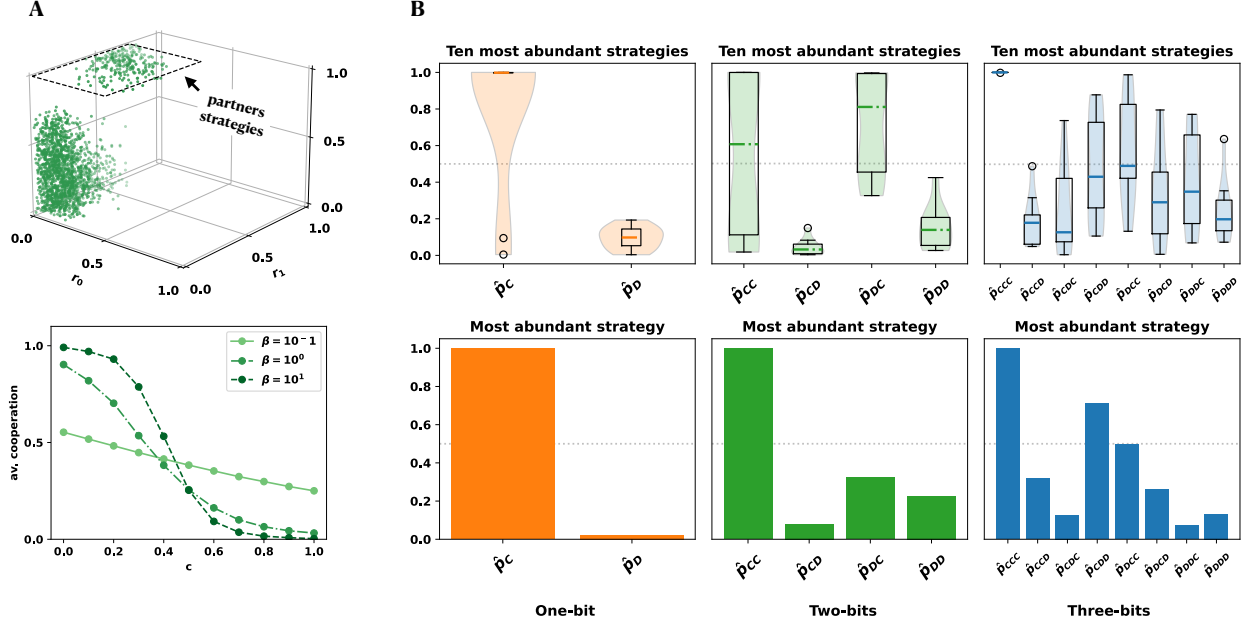 A
B
1.0
0.5
0.0
partners
strategies
0.0
0.5
1.0
r₀
0.0
0.5
1.0
r₁
av. cooperation
1.0
0.5
0.0
β = 10⁻1
β = 10⁰
β = 10¹
0.0 0.2 0.4 0.6 0.8 1.0
c
Ten most abundant strategies
1.0
0.8
0.6
0.4
0.2
0.0
p̂C p̂D
Ten most abundant strategies
p̂CC p̂CD p̂DC p̂DD
Ten most abundant strategies
p̂CCC p̂CCD p̂CDC p̂CDD p̂DCC p̂DCD p̂DDC p̂DDD
Most abundant strategy
1.0
0.8
0.6
0.4
0.2
0.0
p̂C p̂D
One-bit
Most abundant strategy
p̂CC p̂CD p̂DC p̂DD
Two-bits
Most abundant strategy
p̂CCC p̂CCD p̂CDC p̂CDD p̂DCC p̂DCD p̂DDC p̂DDD
Three-bits